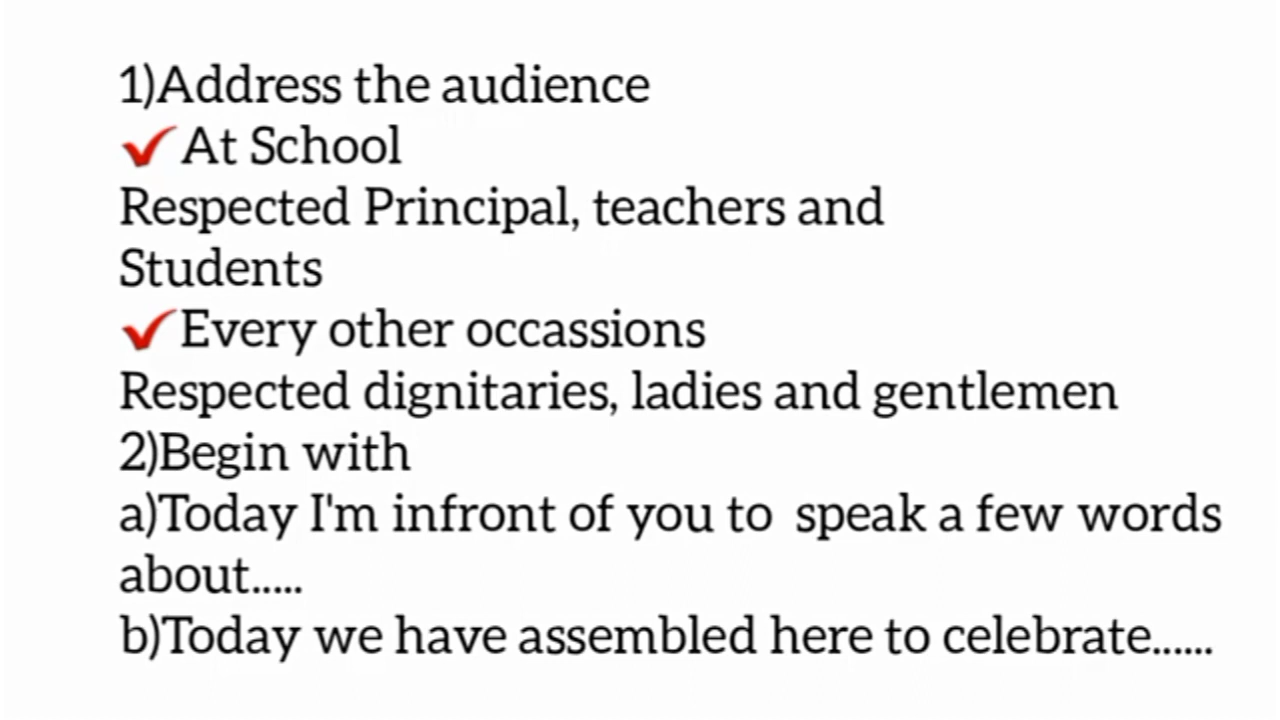 1)Address the audience
✔At School
Respected Principal, teachers and
Students
✔Every other occassions
Respected dignitaries, ladies and gentlemen
2)Begin with
a)Today I'm infront of you to  speak a few words
about.....
b)Today we have assembled here to celebrate......